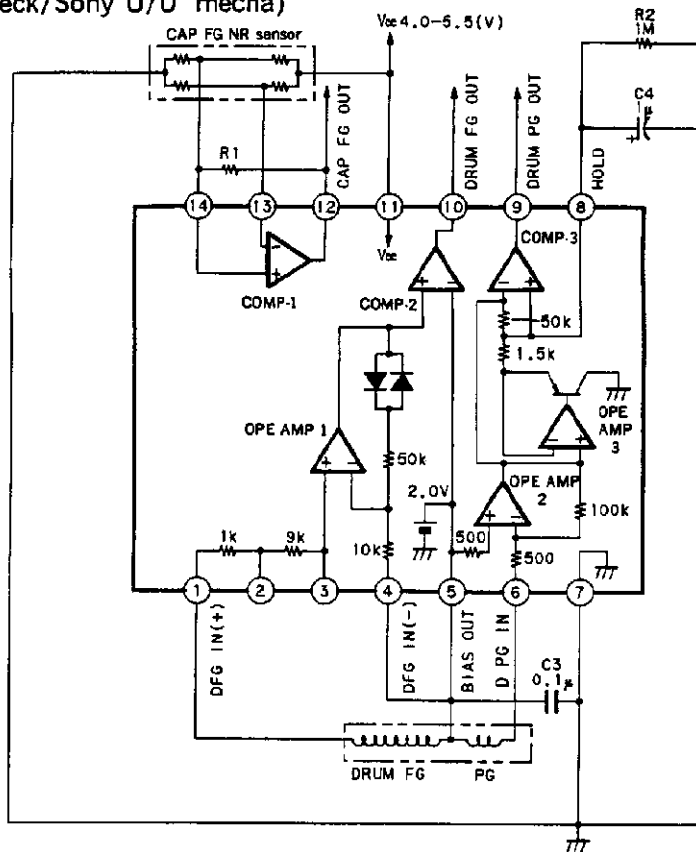 eck/Sony U/U mecha)
CAP FG NR sensor
Vcc 4.0-5.5(V)
R2
1M
C4
μ
+
R1
CAP FG OUT
DRUM FG OUT
DRUM PG OUT
HOLD
14
13
12
11
10
9
8
Vcc
COMP-1
COMP-2
COMP-3
50k
1.5k
OPE AMP 1
50k
OPE
AMP
3
OPE AMP
2
2.0V
100k
1k
9k
10k
500
500
1
2
3
4
5
6
7
DFG IN(+)
DFG IN(-)
BIAS OUT
D PG IN
C3
0.1μ
DRUM FG
PG